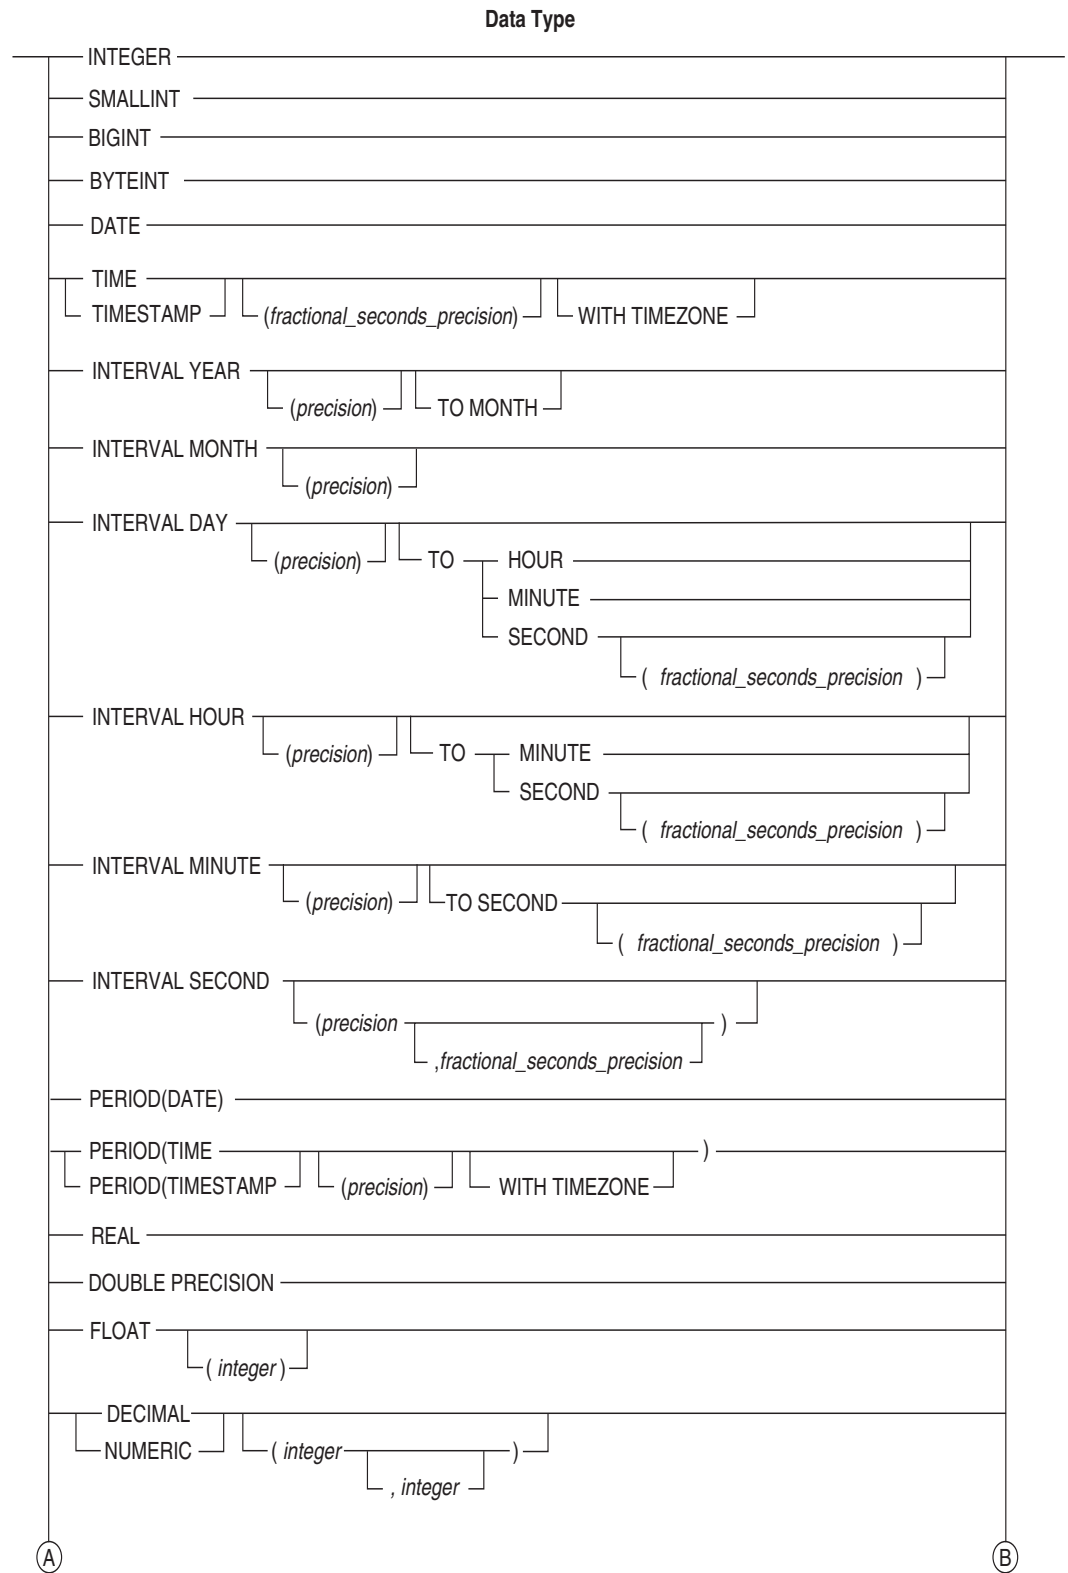 Data Type
INTEGER
SMALLINT
BIGINT
BYTEINT
DATE
TIME
TIMESTAMP (fractional_seconds_precision) WITH TIMEZONE
INTERVAL YEAR
(precision) TO MONTH
INTERVAL MONTH
(precision)
INTERVAL DAY
(precision) TO HOUR
MINUTE
SECOND
( fractional_seconds_precision )
INTERVAL HOUR
(precision) TO MINUTE
SECOND
( fractional_seconds_precision )
INTERVAL MINUTE
(precision) TO SECOND
( fractional_seconds_precision )
INTERVAL SECOND
(precision )
,fractional_seconds_precision
PERIOD(DATE)
PERIOD(TIME )
PERIOD(TIMESTAMP (precision) WITH TIMEZONE
REAL
DOUBLE PRECISION
FLOAT
( integer )
DECIMAL
NUMERIC ( integer )
, integer
A B